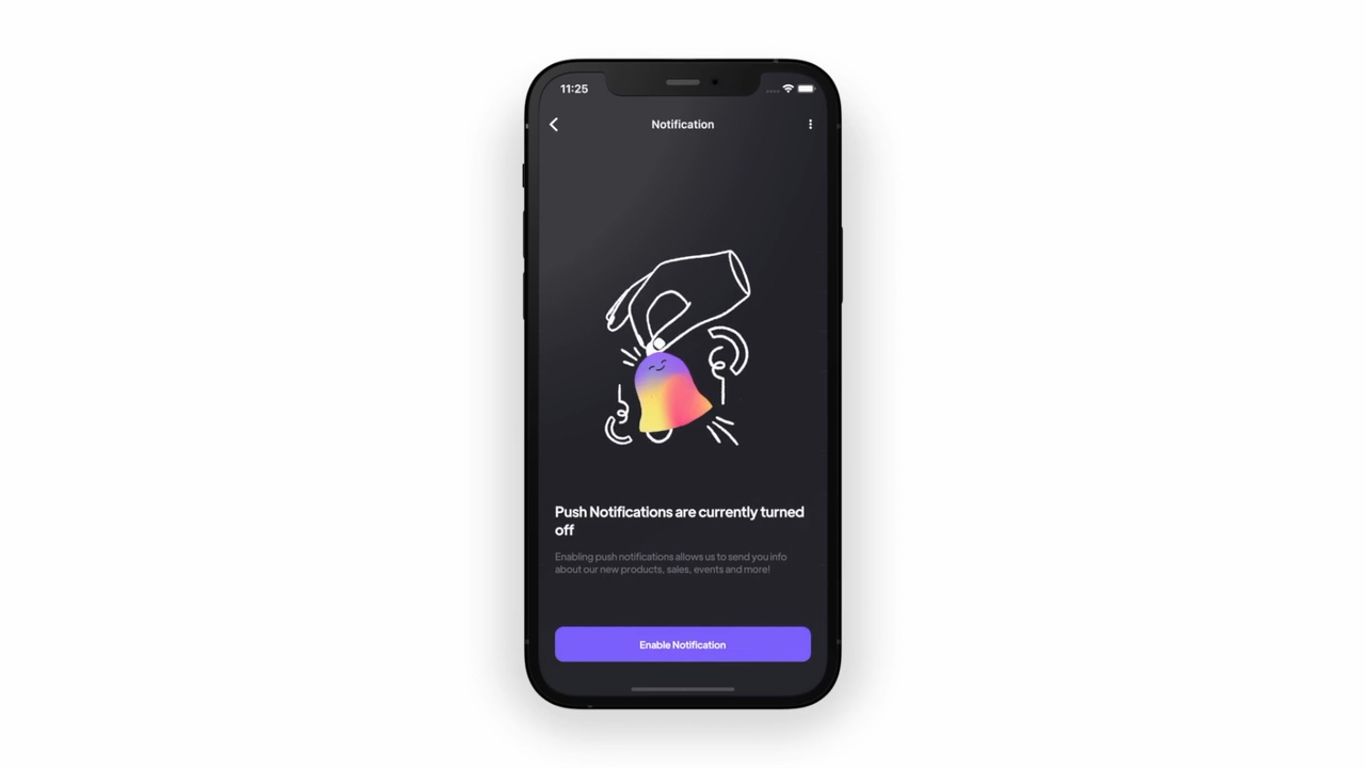 11:25
Notification
Push Notifications are currently turned
off
Enabling push notifications allows us to send you info
about our new products, sales, events and more!
Enable Notification